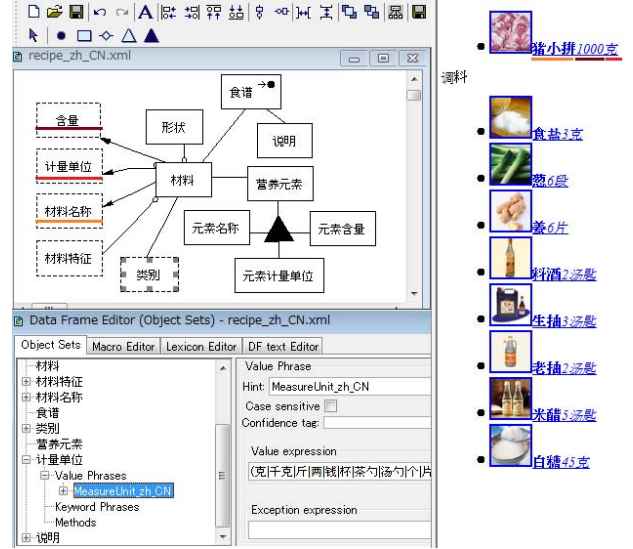 A
recipe_zh_CN.xml
食谱
含量
形状
说明
计量单位
材料
营养元素
材料名称
元素名称
元素含量
材料特征
类别
元素计量单位
Data Frame Editor (Object Sets) - recipe_zh_CN.xml
Object Sets
Macro Editor
Lexicon Editor
DF text Editor
材料
材料特征
材料名称
食谱
类别
营养元素
计量单位
Value Phrases
MeasureUnit_zh_CN
Keyword Phrases
Methods
说明
Value Phrase
Hint: MeasureUnit_zh_CN
Case sensitive
Confidence tag:
Value expression
(克|千克|斤|两|钱|杯|茶勺|汤勺|个|片
Exception expression
猪小排1000克
调料
食盐3克
葱6段
姜6片
料酒2汤匙
生抽3汤匙
老抽2汤匙
米醋5汤匙
白糖45克